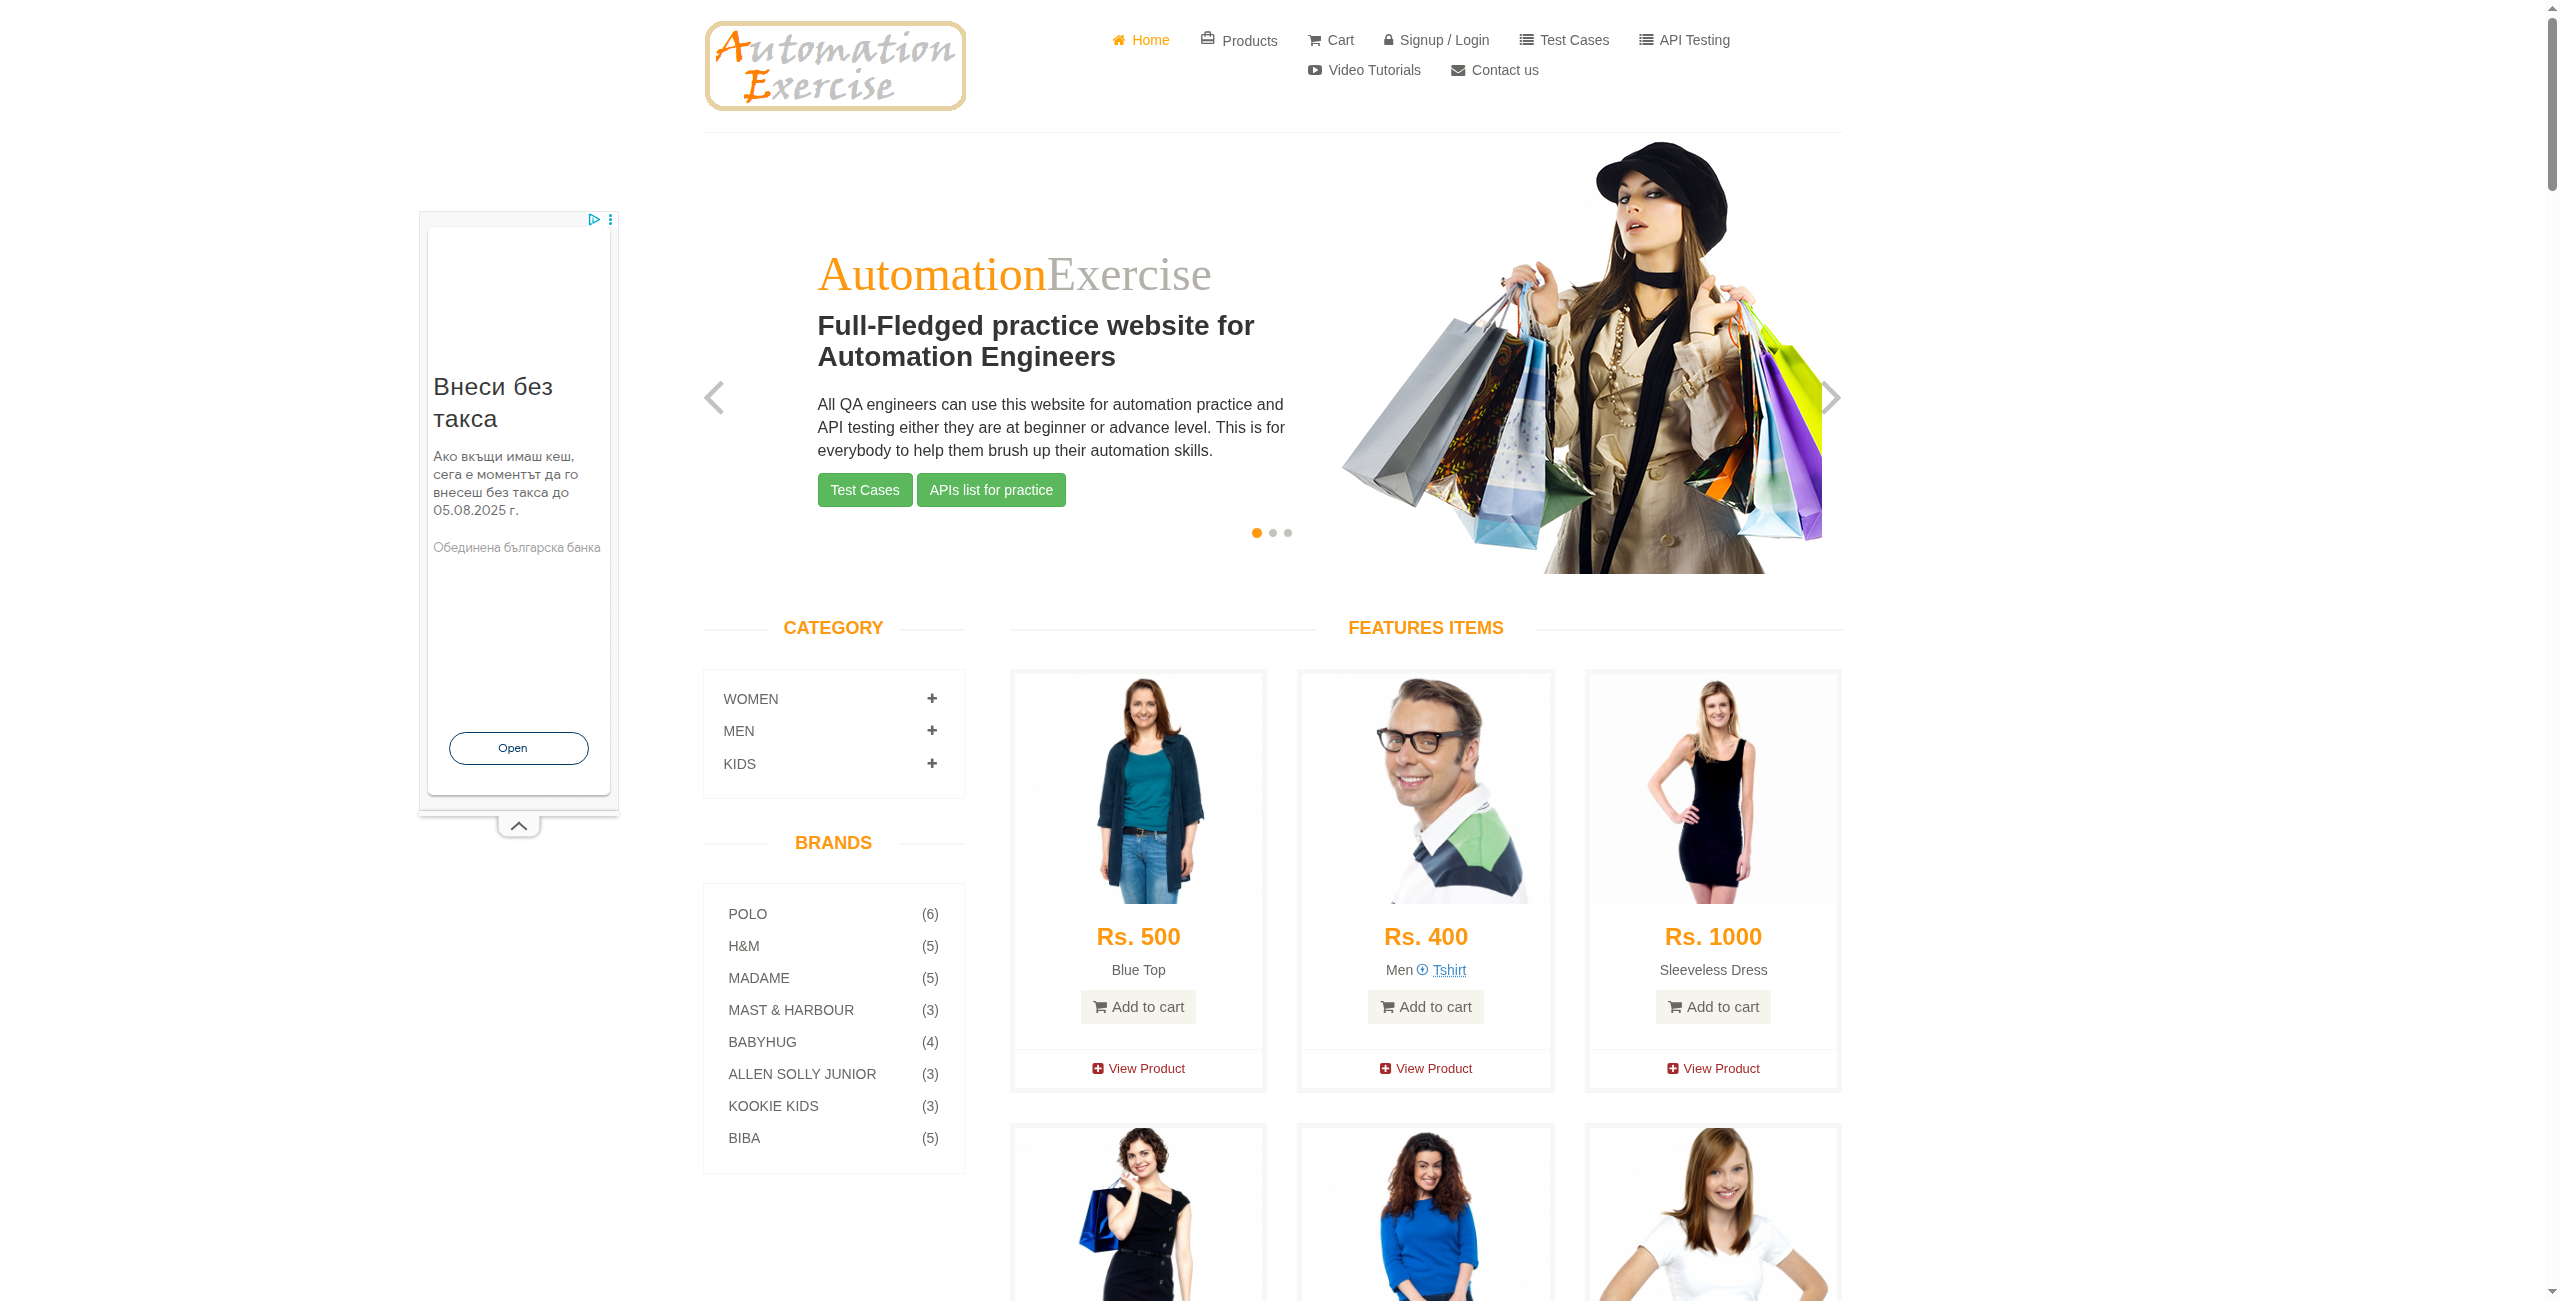 Automation
Exercise
Home
Products
Cart
Signup / Login
Test Cases
API Testing
Video Tutorials
Contact us
Внеси без
такса
Ако вкъщи имаш кеш,
сега е моментът да го
внесеш без такса до
05.08.2025 г.
Обединена българска банка
Open
AutomationExercise
Full-Fledged practice website for
Automation Engineers
All QA engineers can use this website for automation practice and
API testing either they are at beginner or advance level. This is for
everybody to help them brush up their automation skills.
Test Cases
APIs list for practice
CATEGORY
WOMEN
MEN
KIDS
BRANDS
POLO (6)
H&M (5)
MADAME (5)
MAST & HARBOUR (3)
BABYHUG (4)
ALLEN SOLLY JUNIOR (3)
KOOKIE KIDS (3)
BIBA (5)
FEATURES ITEMS
Rs. 500
Blue Top
Add to cart
View Product
Rs. 400
Men Tshirt
Add to cart
View Product
Rs. 1000
Sleeveless Dress
Add to cart
View Product